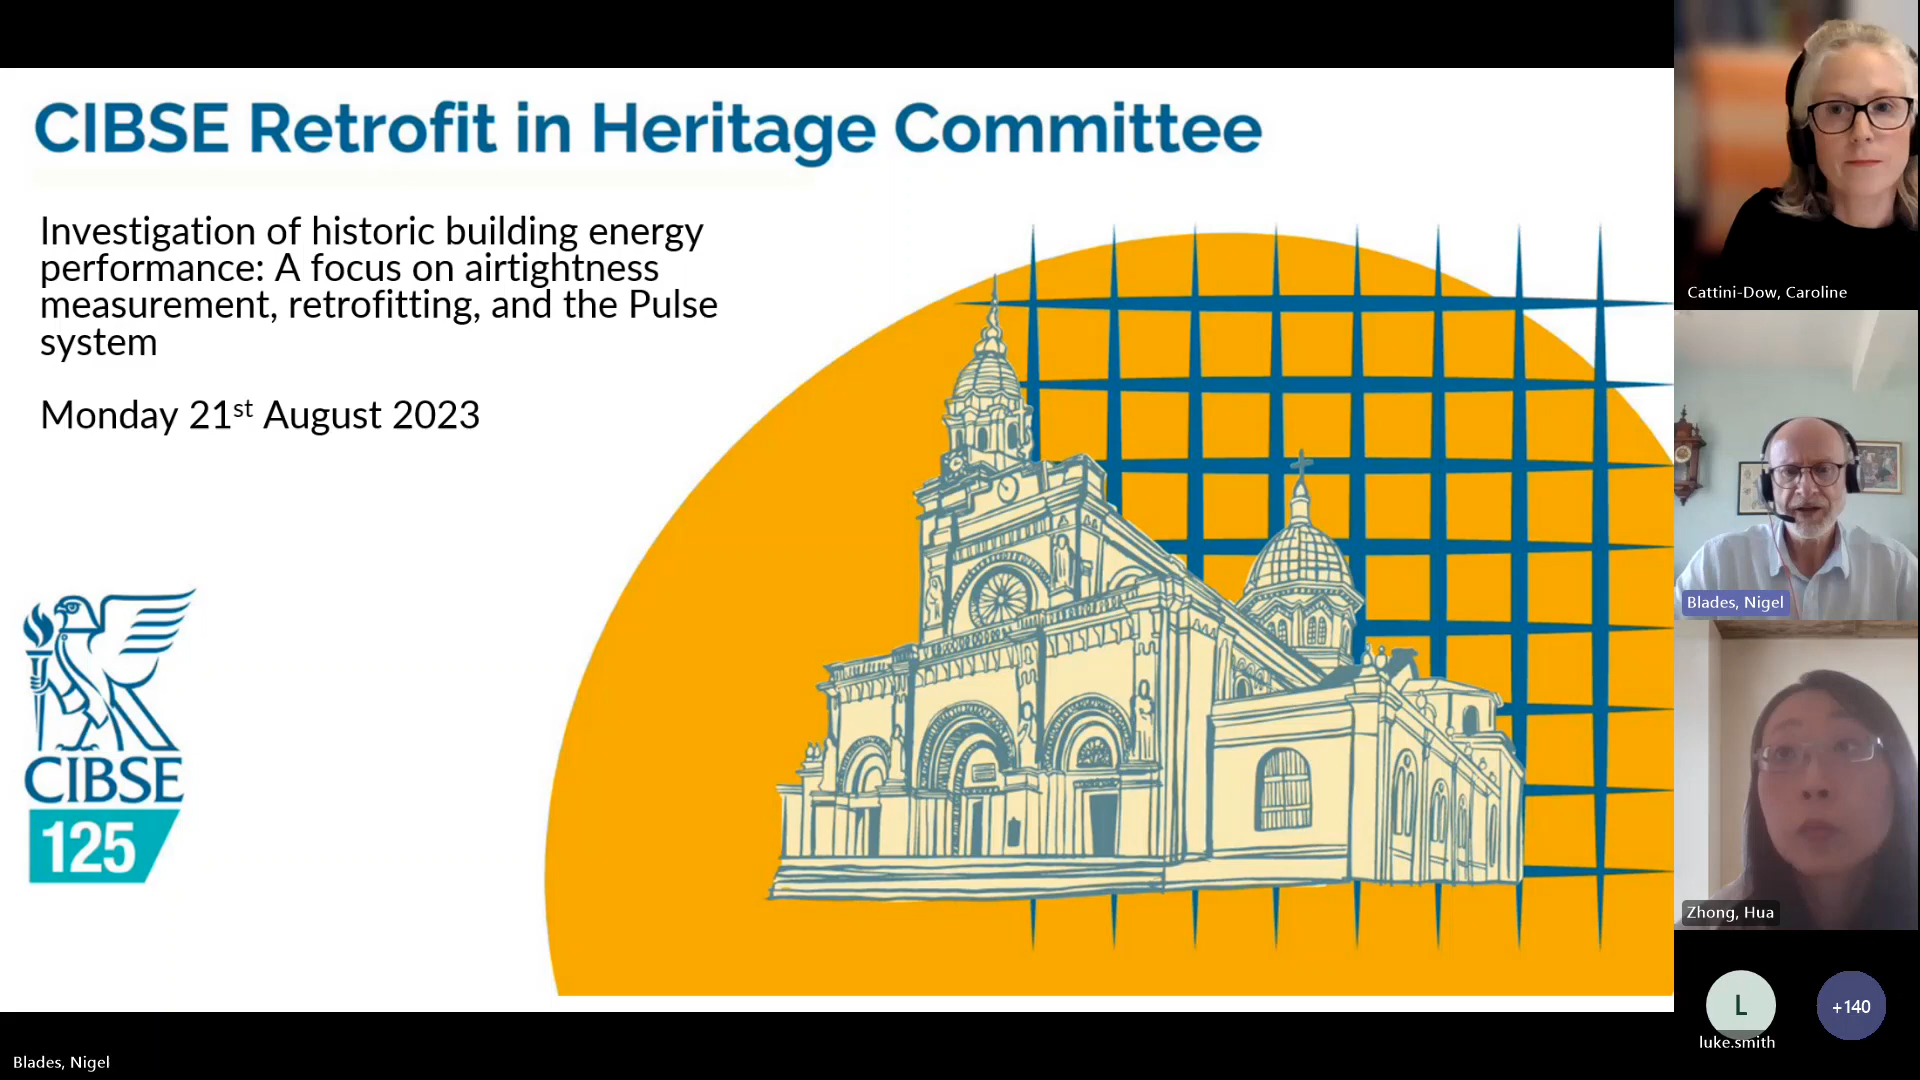 CIBSE Retrofit in Heritage Committee
Investigation of historic building energy
performance: A focus on airtightness
measurement, retrofitting, and the Pulse
system
Monday 21st August 2023
CIBSE
125
Cattini-Dow, Caroline
Blades, Nigel
Zhong, Hua
L
+140
luke.smith
Blades, Nigel